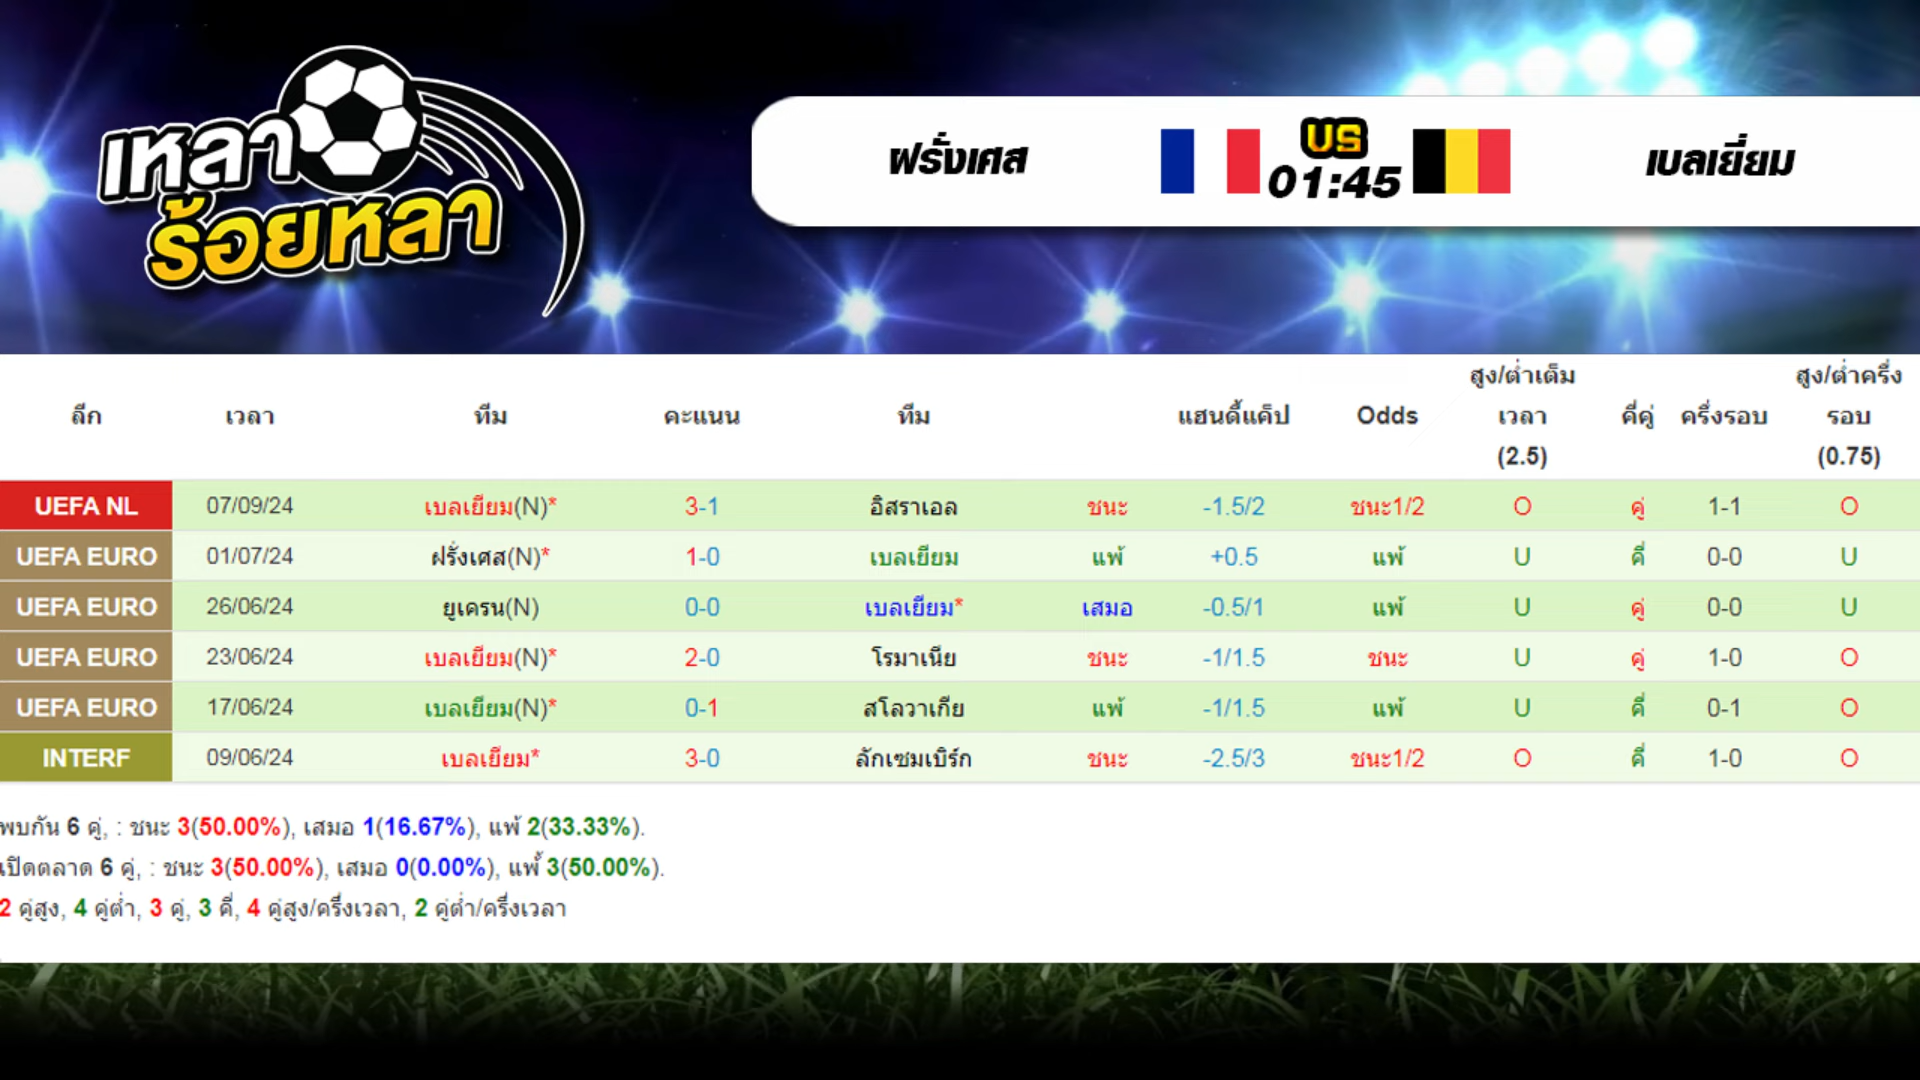 เหลา
ร้อยหลา
ฝรั่งเศส US เบลเยี่ยม
01:45
ลีก เวลา ทีม คะแนน ทีม แฮนดี้แค็ป Odds สูง/ต่ำเต็มเวลา (2.5) คี่คู่ ครึ่งรอบ สูง/ต่ำครึ่งรอบ (0.75)
UEFA NL 07/09/24 เบลเยียม(N)* 3-1 อิสราเอล ชนะ -1.5/2 ชนะ1/2 O คู่ 1-1 O
UEFA EURO 01/07/24 ฝรั่งเศส(N)* 1-0 เบลเยียม แพ้ +0.5 แพ้ U คี่ 0-0 U
UEFA EURO 26/06/24 ยูเครน(N) 0-0 เบลเยียม* เสมอ -0.5/1 แพ้ U คู่ 0-0 U
UEFA EURO 23/06/24 เบลเยียม(N)* 2-0 โรมาเนีย ชนะ -1/1.5 ชนะ U คู่ 1-0 O
UEFA EURO 17/06/24 เบลเยียม(N)* 0-1 สโลวาเกีย แพ้ -1/1.5 แพ้ U คี่ 0-1 O
INTERF 09/06/24 เบลเยียม* 3-0 ลักเซมเบิร์ก ชนะ -2.5/3 ชนะ1/2 O คี่ 1-0 O
พบกัน 6 คู่, : ชนะ 3(50.00%), เสมอ 1(16.67%), แพ้ 2(33.33%).
เปิดตลาด 6 คู่, : ชนะ 3(50.00%), เสมอ 0(0.00%), แพ้ 3(50.00%).
2 คู่สูง, 4 คู่ต่ำ, 3 คู่, 3 คี่, 4 คู่สูง/ครึ่งเวลา, 2 คู่ต่ำ/ครึ่งเวลา